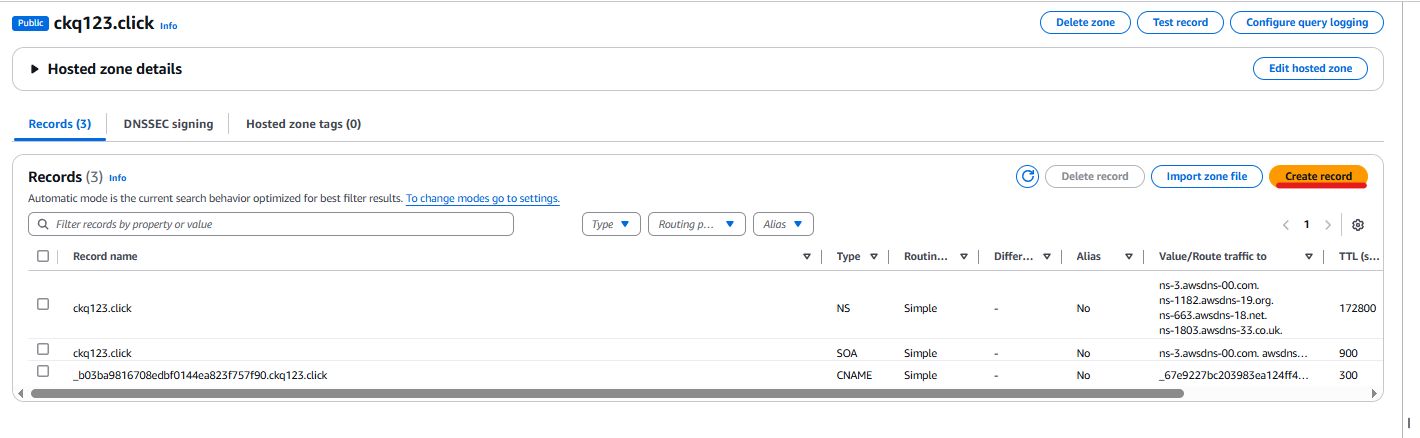 Public ckq123.click Info
Delete zone Test record Configure query logging
Hosted zone details
Edit hosted zone
Records (3) DNSSEC signing Hosted zone tags (0)
Records (3) Info
Delete record Import zone file Create record
Automatic mode is the current search behavior optimized for best filter results. To change modes go to settings.
Filter records by property or value
Type Routing p... Alias
1
Record name Type Routin... Differ... Alias Value/Route traffic to TTL (s...
ckq123.click NS Simple - No ns-3.awsdns-00.com.
ns-1182.awsdns-19.org.
ns-663.awsdns-18.net.
ns-1803.awsdns-33.co.uk.
172800
ckq123.click SOA Simple - No ns-3.awsdns-00.com. awsdns... 900
_b03ba9816708edbf0144ea823f757f90.ckq123.click CNAME Simple - No _67e9227bc203983ea124ff4... 300